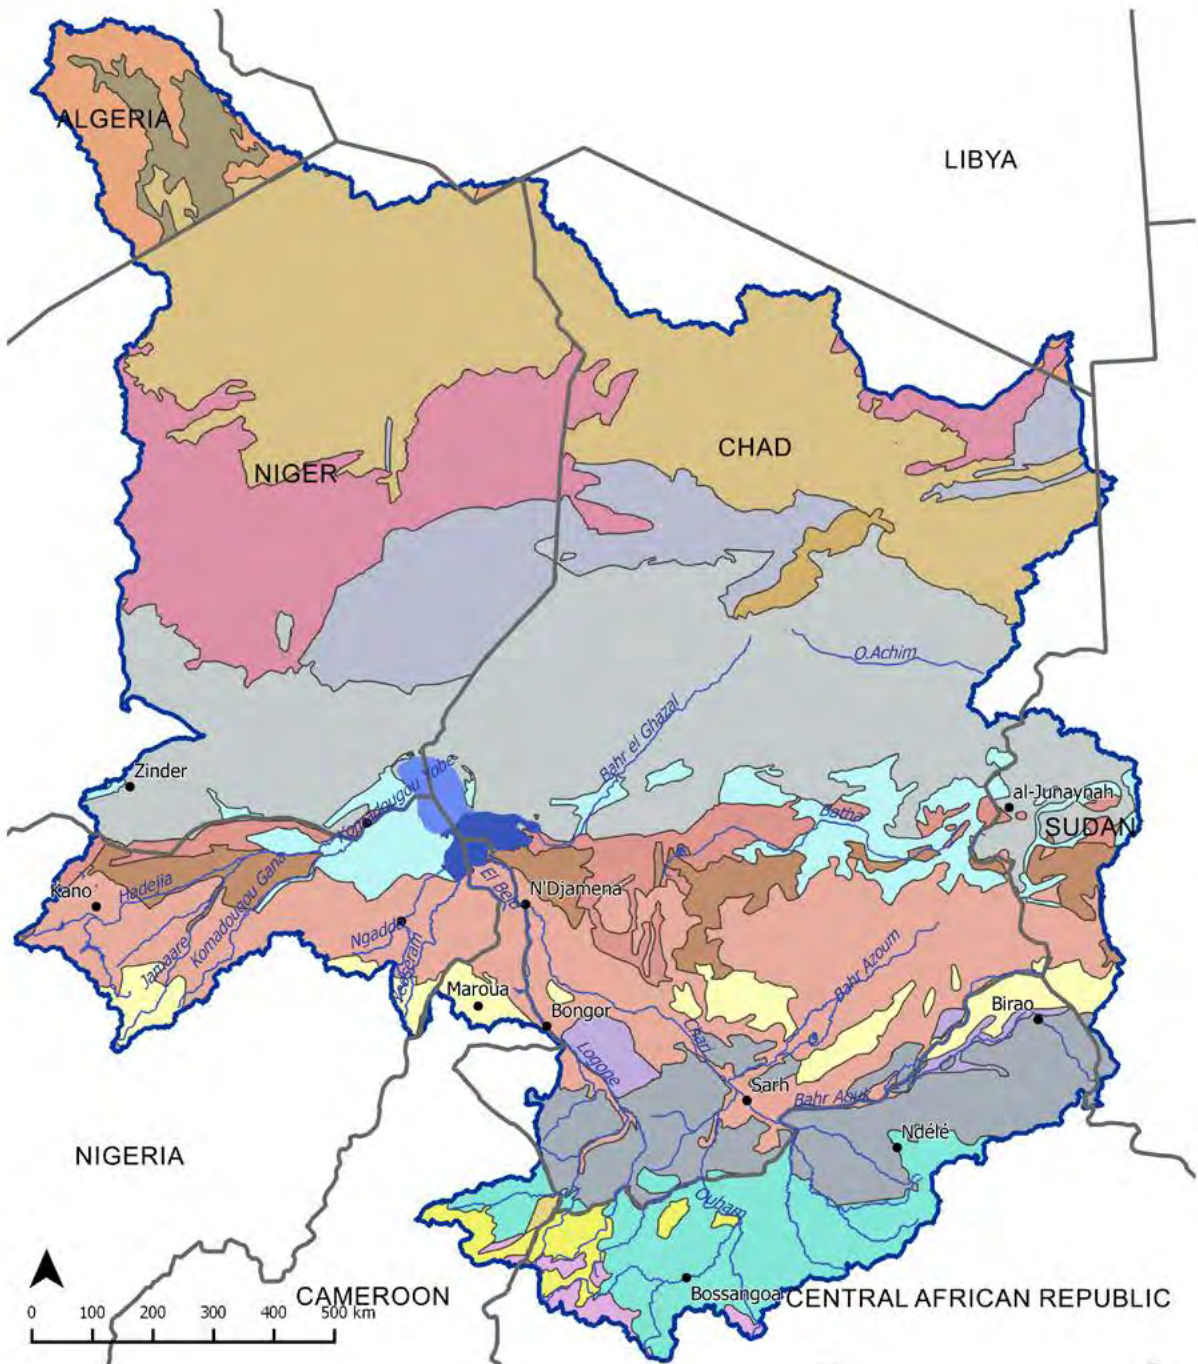 ALGERIA
LIBYA
CHAD
NIGER
O.Achim
Bahr el Ghazal
Zinder
Komadougou Yobe
al-Junaynah
Batha
SUDAN
Kano
Hadejia
Komadougou Gana
El Beid
N'Djamena
Jamaare
Ngadda
Yedseram
Bahr Azoum
Maroua
Bongor
Birao
Chari
Logone
Sarh
Bahr Aouk
Ndélé
NIGERIA
Ouham
CAMEROON
Bossangoa
CENTRAL AFRICAN REPUBLIC
0 100 200 300 400 500 km